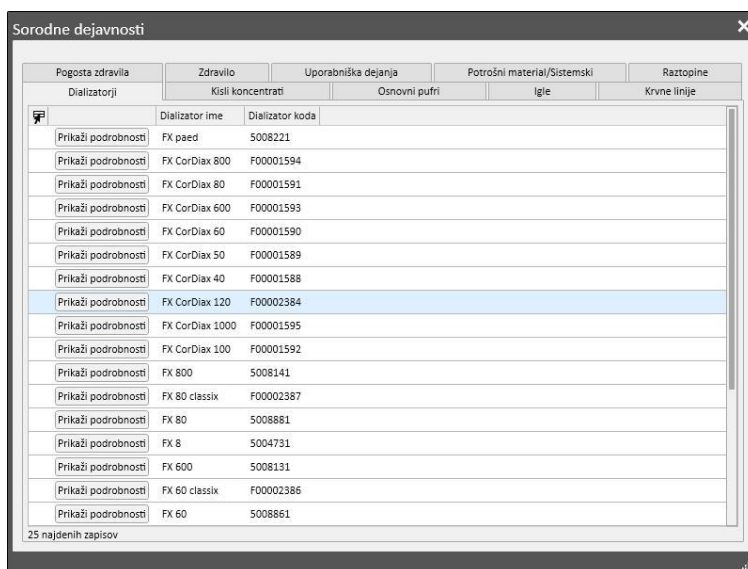 Sorodne dejavnosti
Pogosta zdravila Zdravilo Uporabniška dejanja Potrošni material/Sistemski Raztopine
Dializatorji Kisli koncentrati Osnovni pufri Igle Krvne linije
Dializator ime Dializator koda
Prikaži podrobnosti FX paed 5008221
Prikaži podrobnosti FX CorDiax 800 F00001594
Prikaži podrobnosti FX CorDiax 80 F00001591
Prikaži podrobnosti FX CorDiax 600 F00001593
Prikaži podrobnosti FX CorDiax 60 F00001590
Prikaži podrobnosti FX CorDiax 50 F00001589
Prikaži podrobnosti FX CorDiax 40 F00001588
Prikaži podrobnosti FX CorDiax 120 F00002384
Prikaži podrobnosti FX CorDiax 1000 F00001595
Prikaži podrobnosti FX CorDiax 100 F00001592
Prikaži podrobnosti FX 800 5008141
Prikaži podrobnosti FX 80 classix F00002387
Prikaži podrobnosti FX 80 5008881
Prikaži podrobnosti FX 8 5004731
Prikaži podrobnosti FX 600 5008131
Prikaži podrobnosti FX 60 classix F00002386
Prikaži podrobnosti FX 60 5008861
25 najdenih zapisov